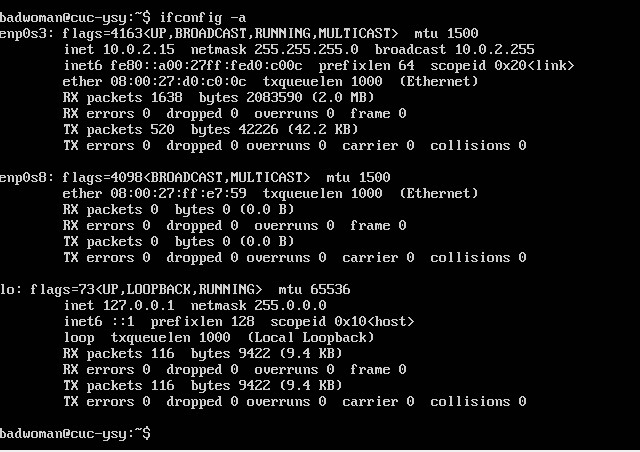 badwoman@cuc-ysy:~$ ifconfig -a
enp0s3: flags=4163<UP,BROADCAST,RUNNING,MULTICAST>  mtu 1500
        inet 10.0.2.15  netmask 255.255.255.0  broadcast 10.0.2.255
        inet6 fe80::a00:27ff:fed0:c00c  prefixlen 64  scopeid 0x20<link>
        ether 08:00:27:d0:c0:0c  txqueuelen 1000  (Ethernet)
        RX packets 1638  bytes 2083590 (2.0 MB)
        RX errors 0  dropped 0  overruns 0  frame 0
        TX packets 520  bytes 42226 (42.2 KB)
        TX errors 0  dropped 0 overruns 0  carrier 0  collisions 0

enp0s8: flags=4098<BROADCAST,MULTICAST>  mtu 1500
        ether 08:00:27:ff:e7:59  txqueuelen 1000  (Ethernet)
        RX packets 0  bytes 0 (0.0 B)
        RX errors 0  dropped 0  overruns 0  frame 0
        TX packets 0  bytes 0 (0.0 B)
        TX errors 0  dropped 0 overruns 0  carrier 0  collisions 0

lo: flags=73<UP,LOOPBACK,RUNNING>  mtu 65536
        inet 127.0.0.1  netmask 255.0.0.0
        inet6 ::1  prefixlen 128  scopeid 0x10<host>
        loop  txqueuelen 1000  (Local Loopback)
        RX packets 116  bytes 9422 (9.4 KB)
        RX errors 0  dropped 0  overruns 0  frame 0
        TX packets 116  bytes 9422 (9.4 KB)
        TX errors 0  dropped 0 overruns 0  carrier 0  collisions 0

badwoman@cuc-ysy:~$